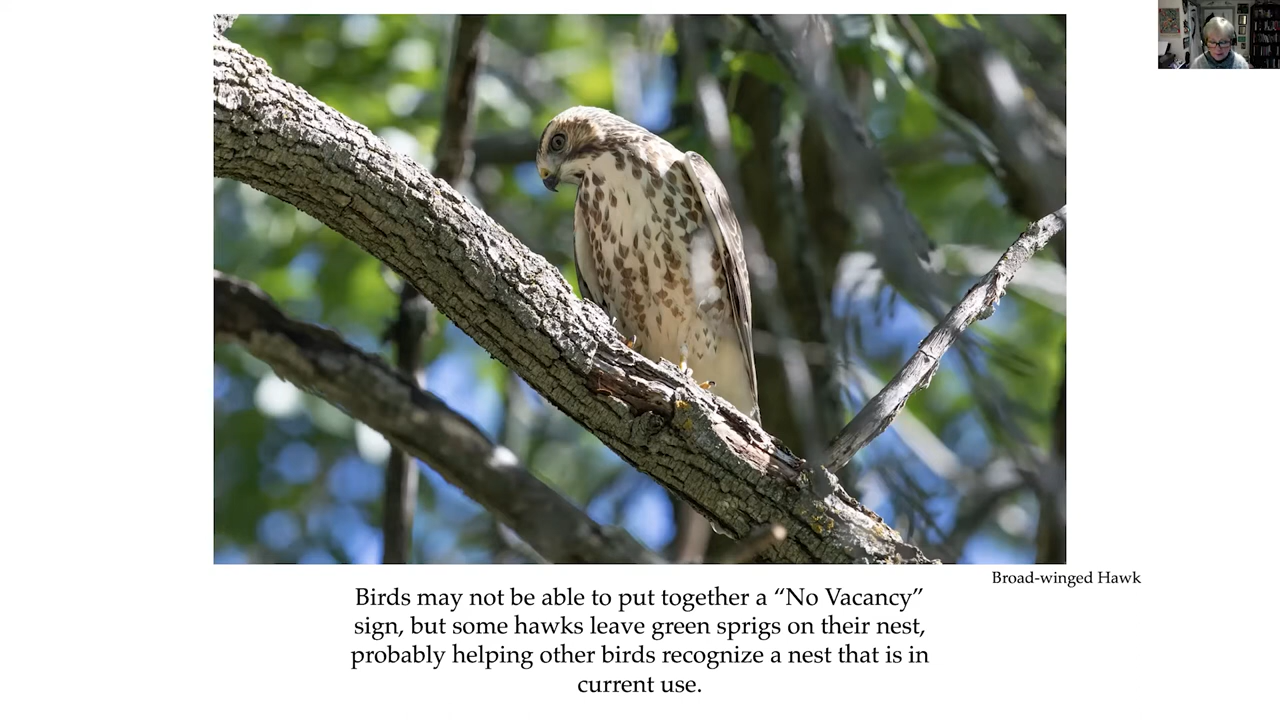 Broad-winged Hawk
Birds may not be able to put together a “No Vacancy”
sign, but some hawks leave green sprigs on their nest,
probably helping other birds recognize a nest that is in
current use.